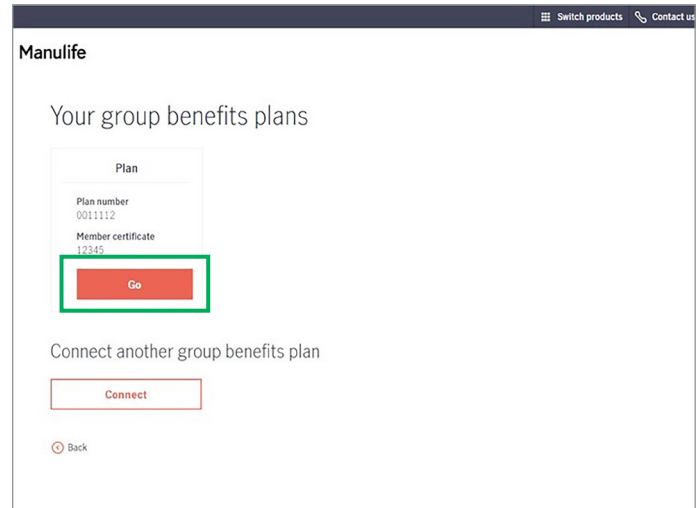 Switch products Contact us
Manulife
Your group benefits plans
Plan
Plan number
0011112
Member certificate
12345
Go
Connect another group benefits plan
Connect
Back